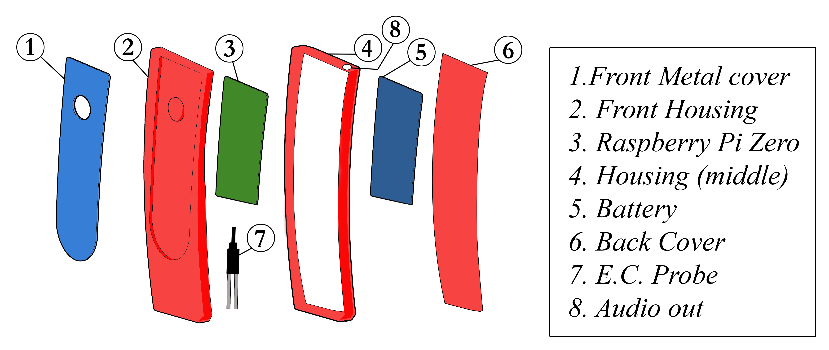 1
2
3
4
8
5
6
7
1.Front Metal cover
2. Front Housing
3. Raspberry Pi Zero
4. Housing (middle)
5. Battery
6. Back Cover
7. E.C. Probe
8. Audio out